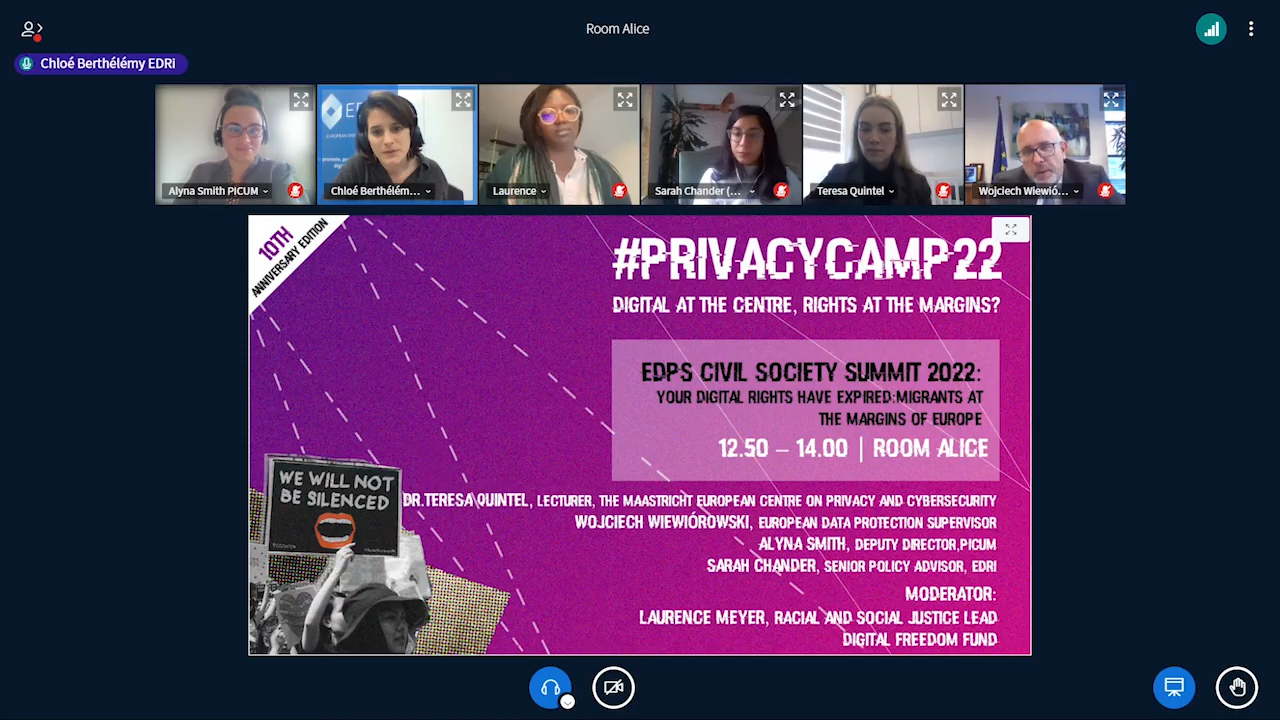 Room Alice
Chloé Berthélémy EDRi
Alyna Smith PICUM
Chloé Berthélém...
Laurence
Sarah Chander (...
Teresa Quintel
Wojciech Wiewió...
10TH
ANNIVERSARY EDITION
#PRIVACYCAMP22
DIGITAL AT THE CENTRE, RIGHTS AT THE MARGINS?
EDPS CIVIL SOCIETY SUMMIT 2022:
YOUR DIGITAL RIGHTS HAVE EXPIRED:MIGRANTS AT
THE MARGINS OF EUROPE
12.50 – 14.00 | ROOM ALICE
WE WILL NOT
BE SILENCED
DR.TERESA QUINTEL, LECTURER, THE MAASTRICHT EUROPEAN CENTRE ON PRIVACY AND CYBERSECURITY
WOJCIECH WIEWIÓROWSKI, EUROPEAN DATA PROTECTION SUPERVISOR
ALYNA SMITH, DEPUTY DIRECTOR,PICUM
SARAH CHANDER, SENIOR POLICY ADVISOR, EDRI
MODERATOR:
LAURENCE MEYER, RACIAL AND SOCIAL JUSTICE LEAD
DIGITAL FREEDOM FUND